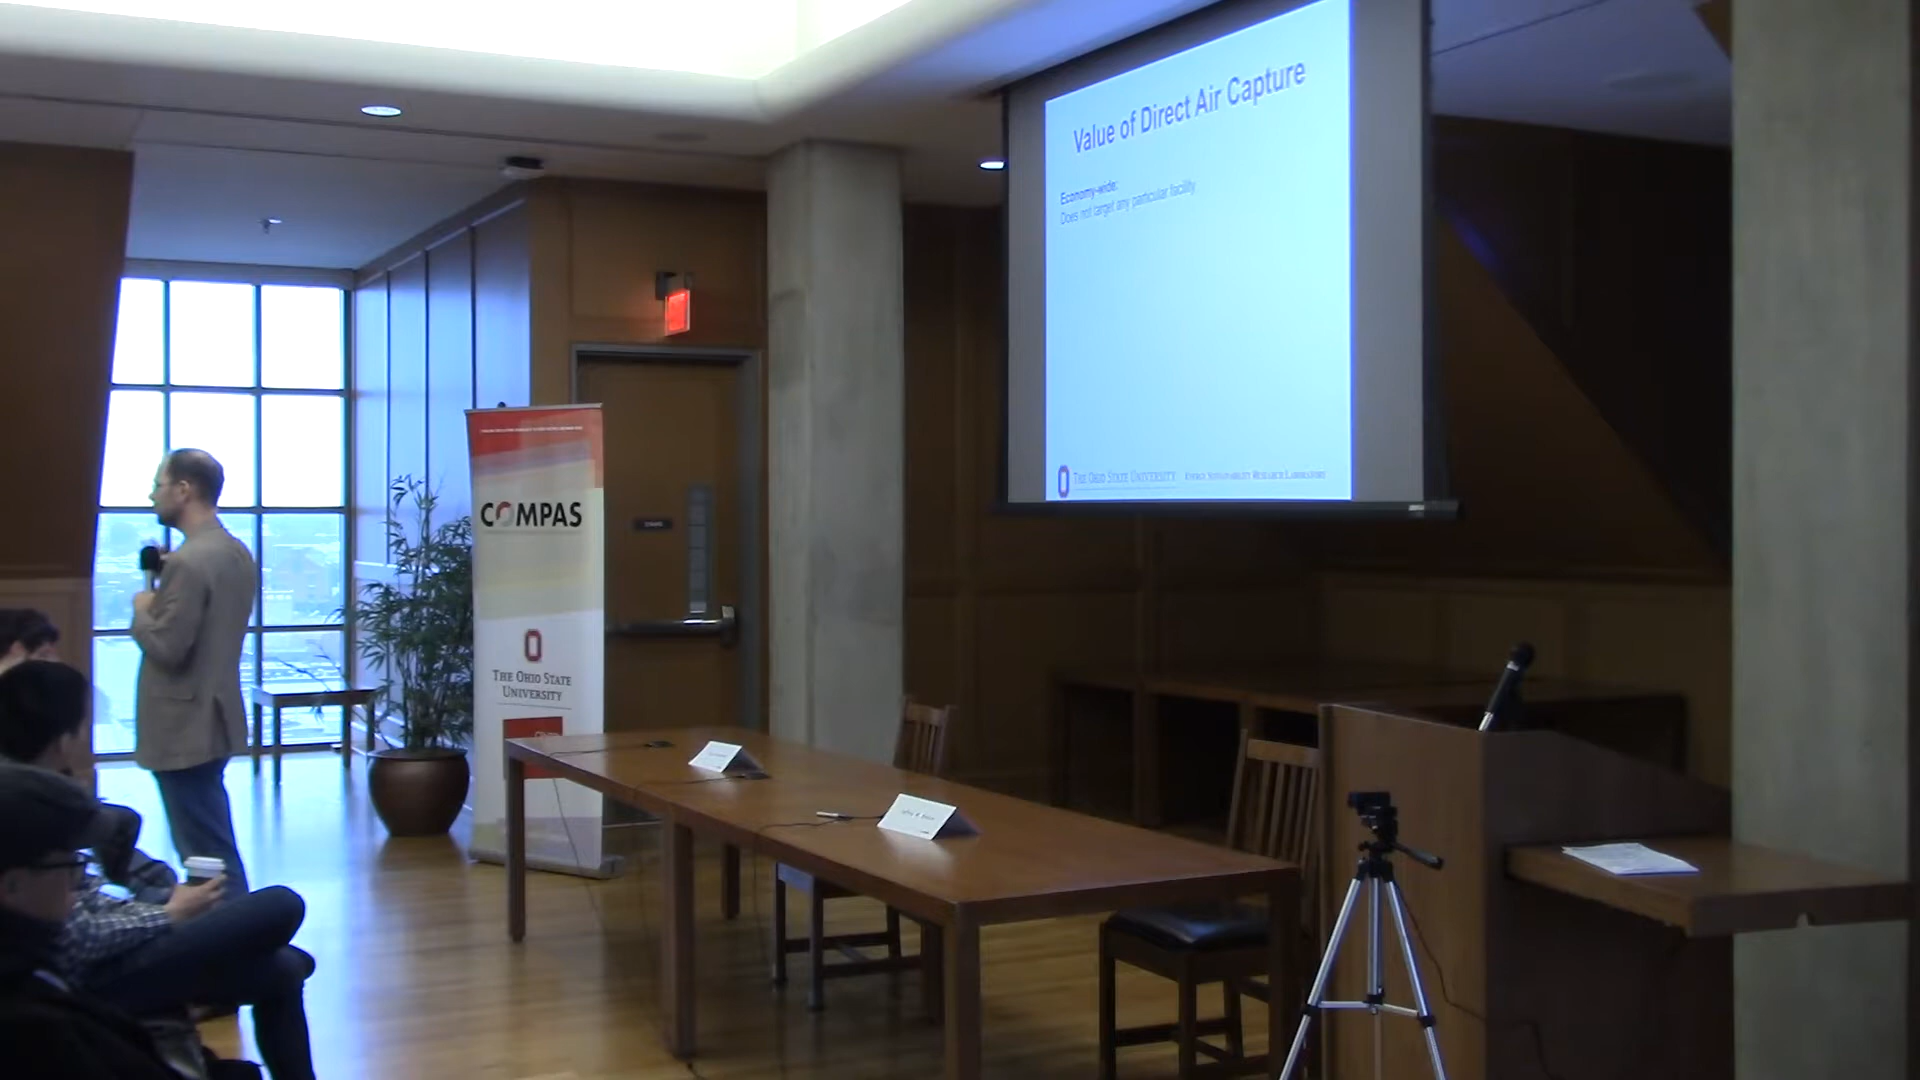 Value of Direct Air Capture
Economy-wide:
Does not target any particular facility
THE OHIO STATE UNIVERSITY ENERGY SUSTAINABILITY RESEARCH LABORATORY
COMPAS
THE OHIO STATE
UNIVERSITY